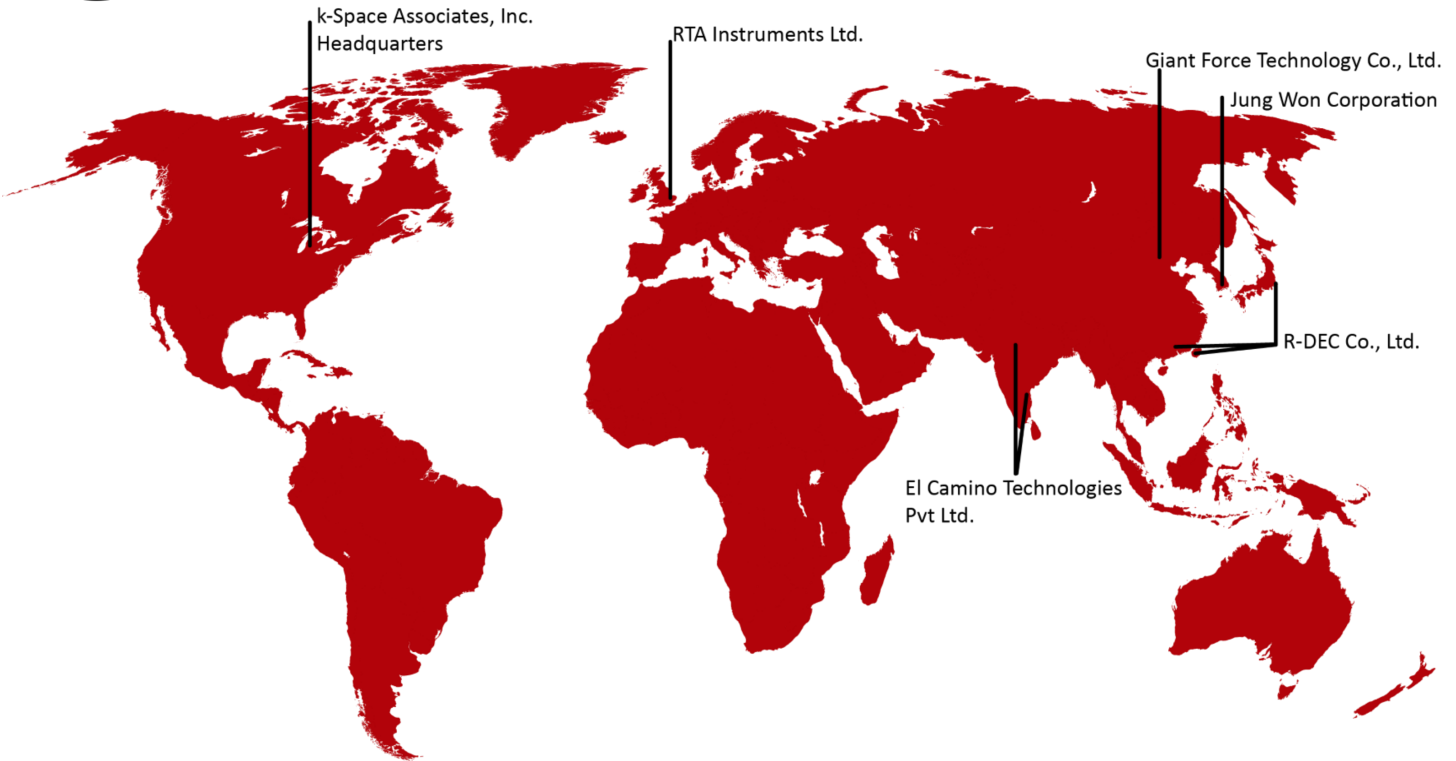 k-Space Associates, Inc.
Headquarters
RTA Instruments Ltd.
Giant Force Technology Co., Ltd.
Jung Won Corporation
R-DEC Co., Ltd.
El Camino Technologies
Pvt Ltd.